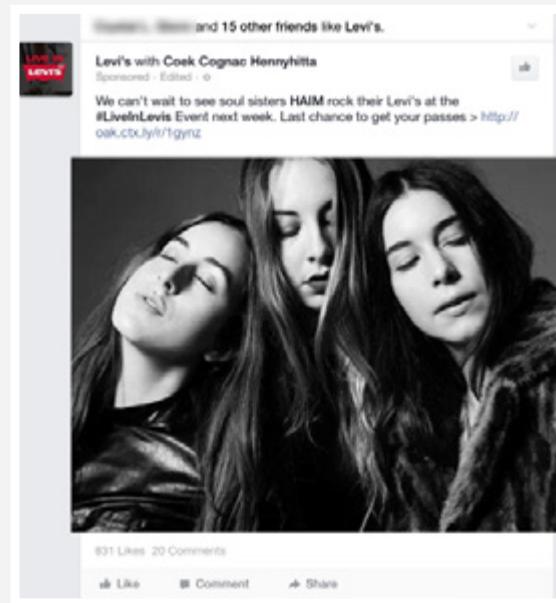 and 15 other friends like Levi's.
LIVE IN
LEVI'S
Levi's with Coek Cognac Hennyhitta
Sponsored · Edited ·
We can't wait to see soul sisters HAIM rock their Levi's at the
#LiveInLevis Event next week. Last chance to get your passes > http://
oak.ctx.ly/r/1gynz
831 Likes 20 Comments
Like Comment Share